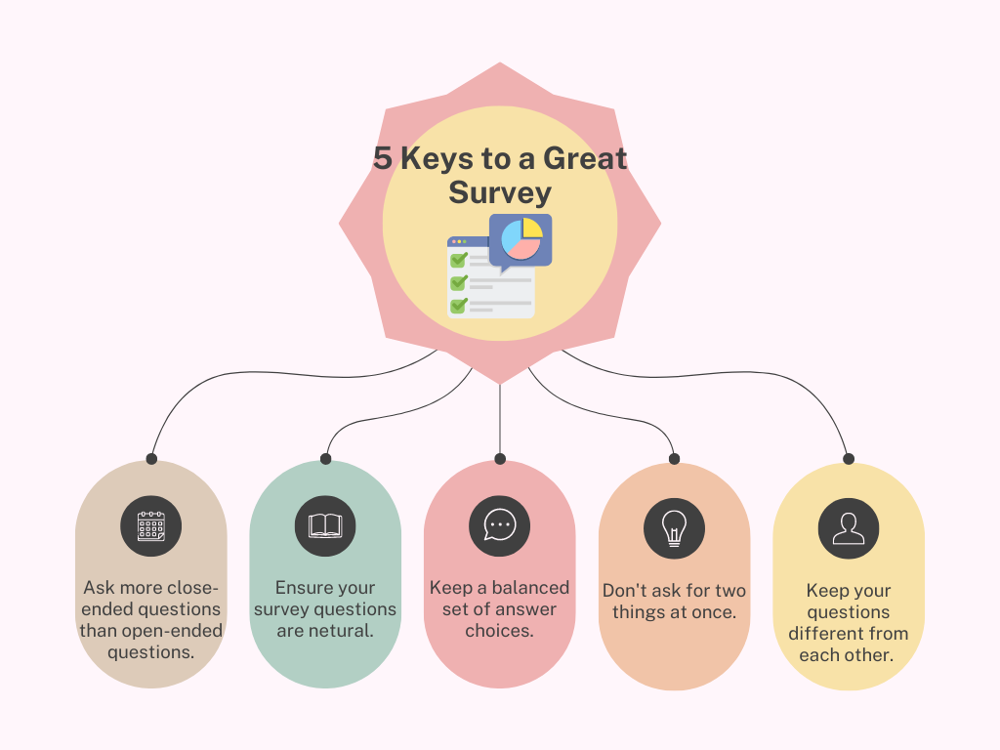 5 Keys to a Great
Survey
Ask more close-
ended questions
than open-ended
questions.
Ensure your
survey questions
are netural.
Keep a balanced
set of answer
choices.
Don't ask for two
things at once.
Keep your
questions
different from
each other.